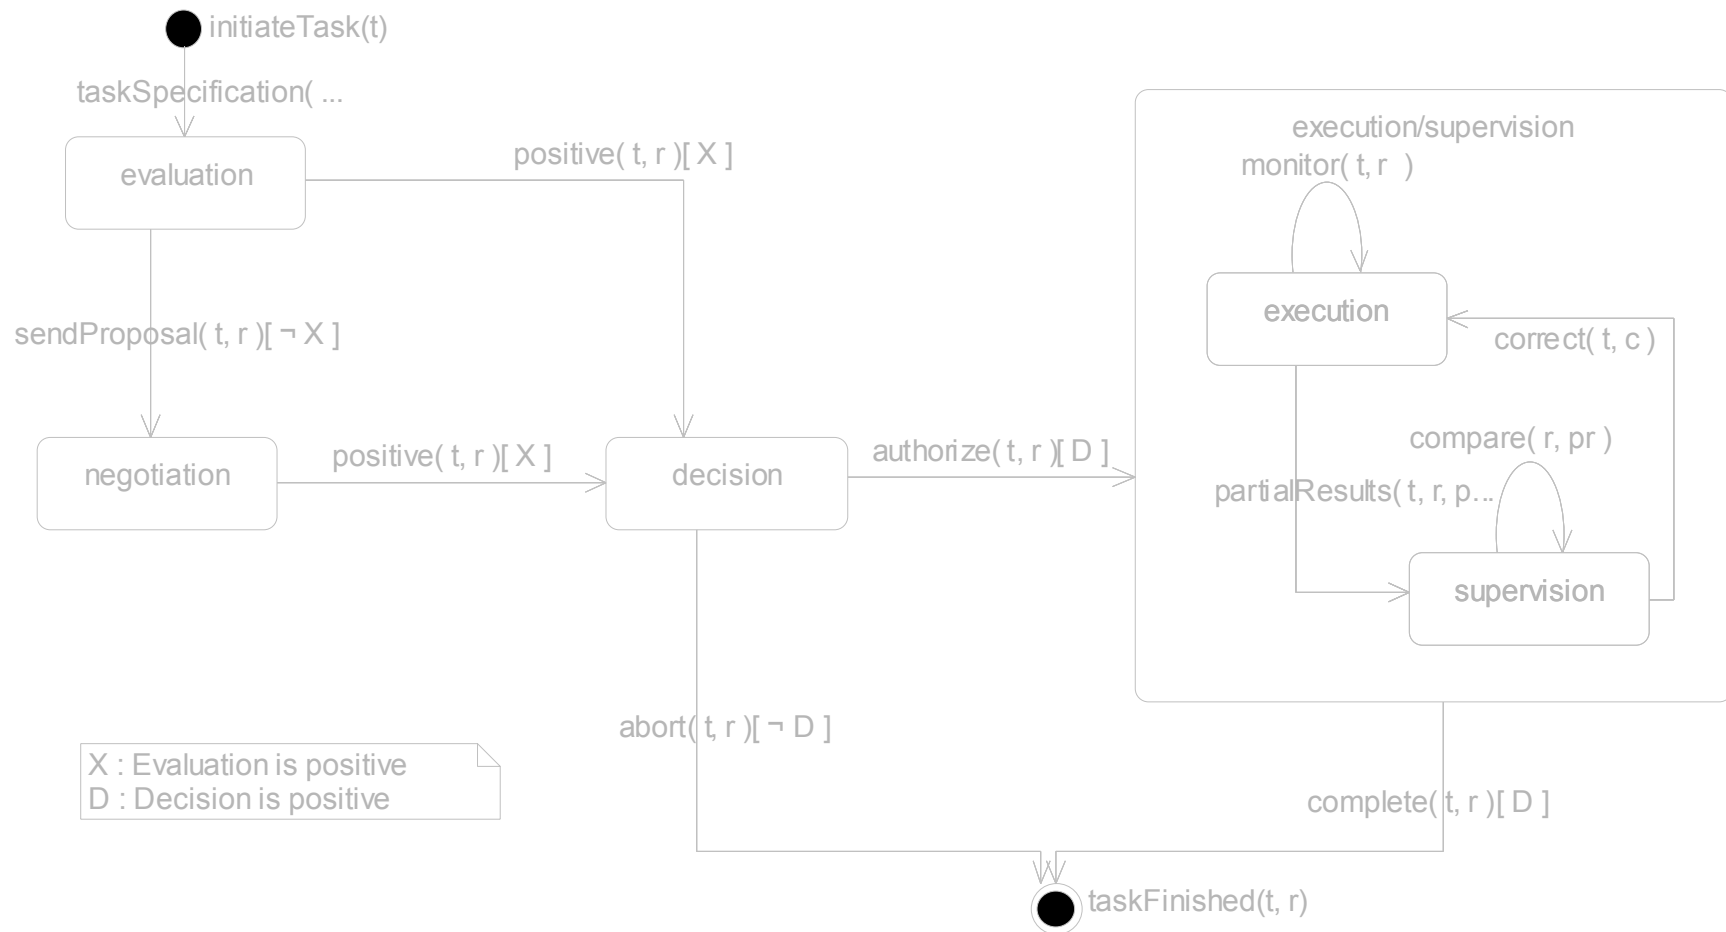 initiateTask(t)
taskSpecification( ...
execution/supervision
positive( t, r )[ X ]
monitor( t, r )
evaluation
execution
sendProposal( t, r )[ ¬ X ]
correct( t, c )
compare( r, pr )
positive( t, r )[ X ]
authorize( t, r )[ D ]
negotiation
decision
partialResults( t, r, p...
supervision
abort( t, r )[ ¬ D ]
X : Evaluation is positive
D : Decision is positive
complete( t, r )[ D ]
taskFinished(t, r)